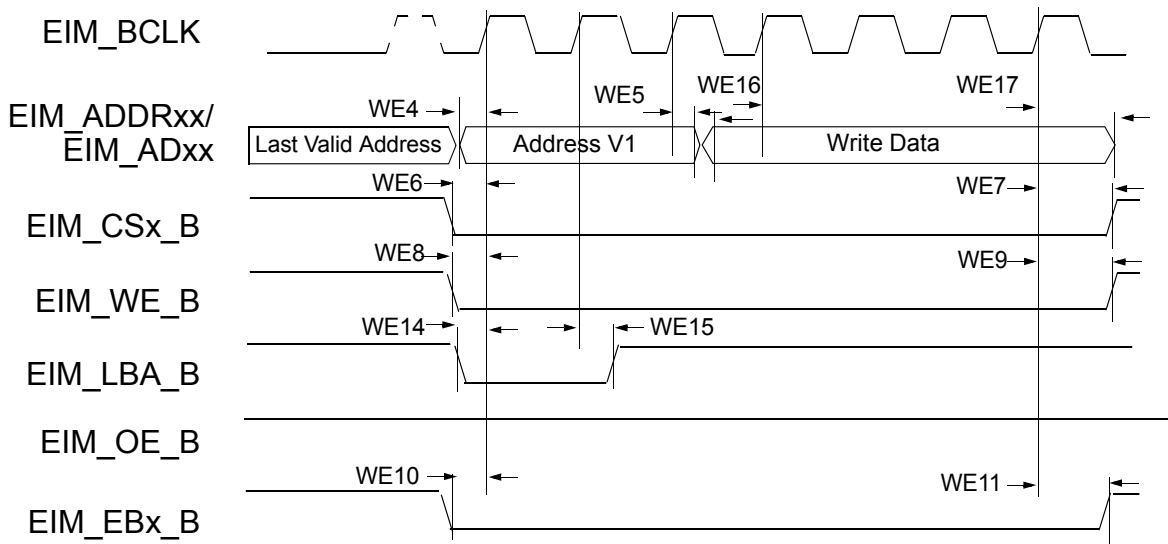 EIM_BCLK
WE4
WE5
WE16
WE17
EIM_ADDRxx/
EIM_ADxx
Last Valid Address
Address V1
Write Data
WE6
WE7
EIM_CSx_B
WE8
WE9
EIM_WE_B
WE14
WE15
EIM_LBA_B
EIM_OE_B
WE10
WE11
EIM_EBx_B